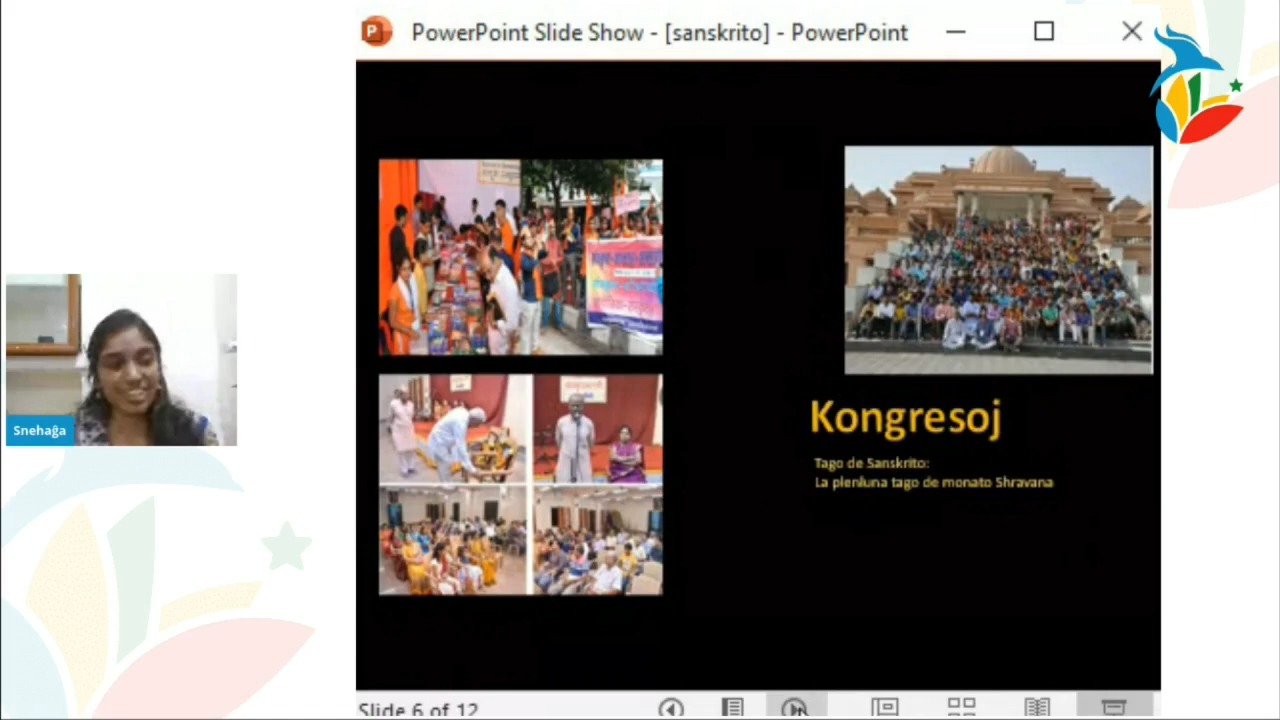 PowerPoint Slide Show - [sanskrito] - PowerPoint
Snehaĝa
Kongresoj
Tago de Sanskrito:
La plenluna tago de monato Shravana
Slide 6 of 12